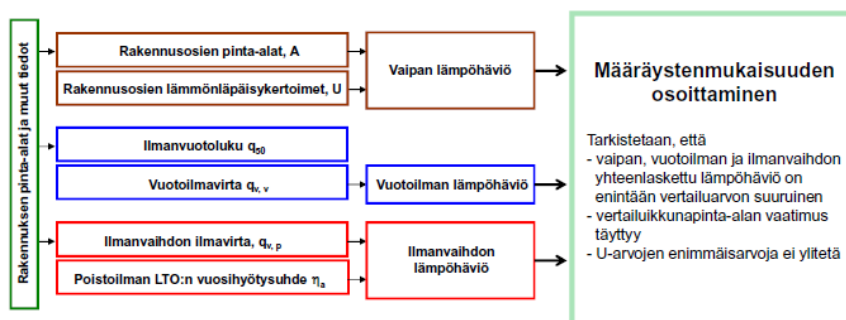 Rakennuksen pinta-alat ja muut tiedot
Rakennusosien pinta-alat, A
Rakennusosien lämmönläpäisykertoimet, U
Vaipan lämpöhäviö
Ilmanvuotoluku q50
Vuotoilmavirta qv, v
Vuotoilman lämpöhäviö
Ilmanvaihdon ilmavirta, qv, p
Poistoilman LTO:n vuosihyötysuhde ηa
Ilmanvaihdon
lämpöhäviö
Määräystenmukaisuuden
osoittaminen
Tarkistetaan, että
- vaipan, vuotoilman ja ilmanvaihdon
yhteenlaskettu lämpöhäviö on
enintään vertailuarvon suuruinen
- vertailuikkunapinta-alan vaatimus
täyttyy
- U-arvojen enimmäisarvoja ei ylitetä